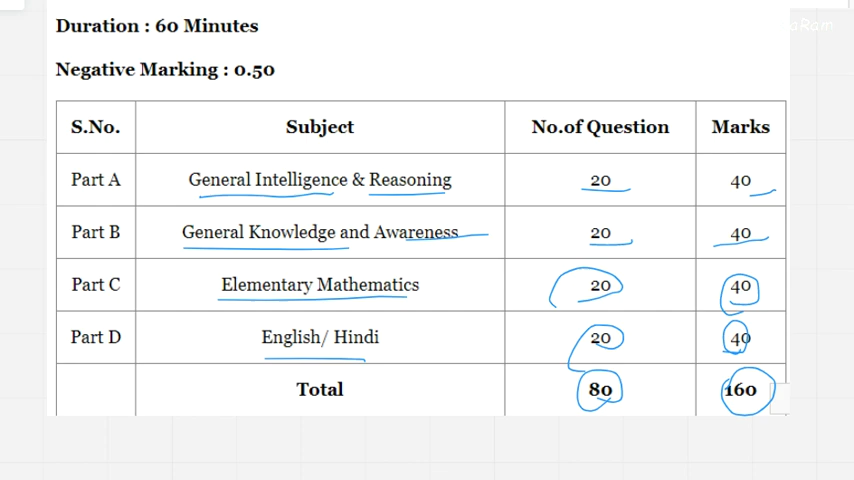 Duration : 60 Minutes
Negative Marking : 0.50
S.No. Subject No.of Question Marks
Part A General Intelligence & Reasoning 20 40
Part B General Knowledge and Awareness 20 40
Part C Elementary Mathematics 20 40
Part D English/ Hindi 20 40
Total 80 160